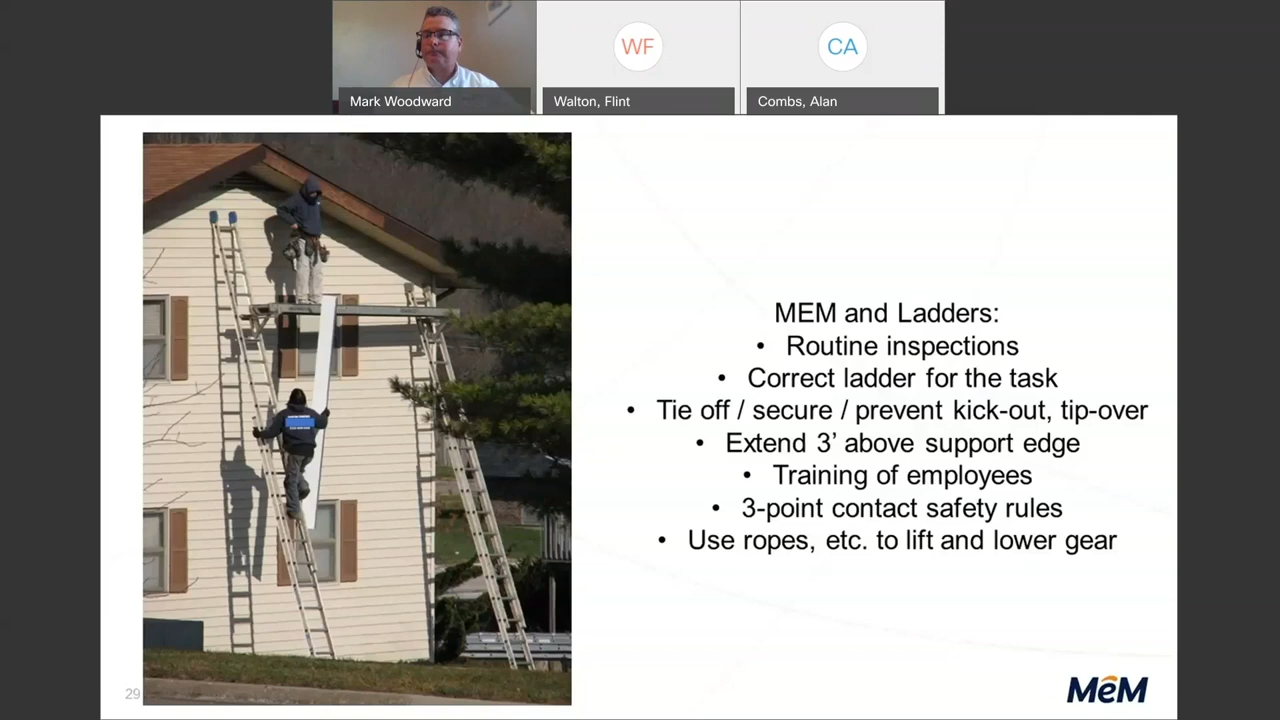 WF
CA
Mark Woodward
Walton, Flint
Combs, Alan
MEM and Ladders:
• Routine inspections
• Correct ladder for the task
• Tie off / secure / prevent kick-out, tip-over
• Extend 3’ above support edge
• Training of employees
• 3-point contact safety rules
• Use ropes, etc. to lift and lower gear
29
MeM